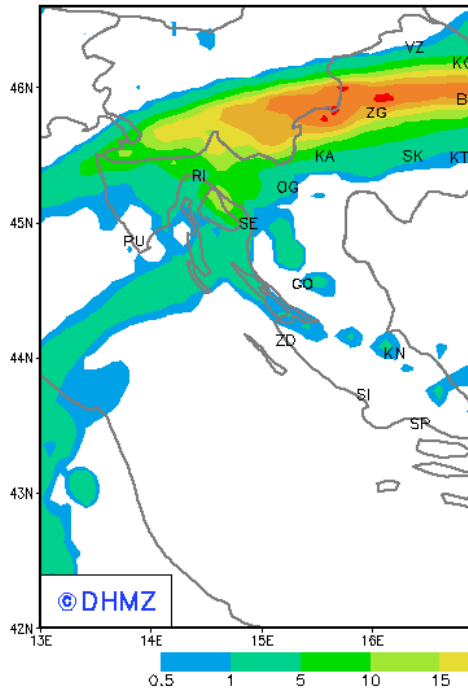 VZ
46N
KC
B
ZG
KA
SK
KT
RI
OG
45N
SE
PU
GO
44N
ZD
KN
SI
SP
43N
©DHMZ
42N
13E 14E 15E 16E
0.5 1 5 10 15